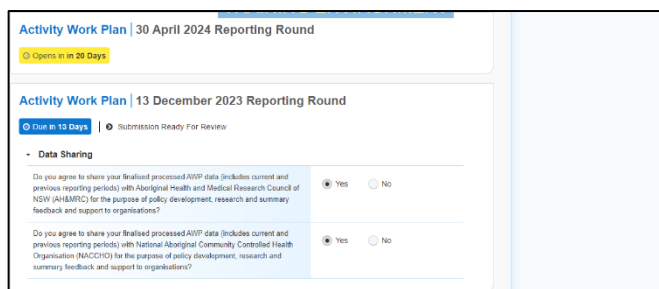 Activity Work Plan | 30 April 2024 Reporting Round
Opens in in 20 Days
Activity Work Plan | 13 December 2023 Reporting Round
Due in 13 Days | Submission Ready For Review
Data Sharing
Do you agree to share your finalised processed AWP data (includes current and
previous reporting periods) with Aboriginal Health and Medical Research Council of
NSW (AH&MRC) for the purpose of policy development, research and summary
feedback and support to organisations?
Yes No
Do you agree to share your finalised processed AWP data (includes current and
previous reporting periods) with National Aboriginal Community Controlled Health
Organisation (NACCHO) for the purpose of policy development, research and
summary feedback and support to organisations?
Yes No